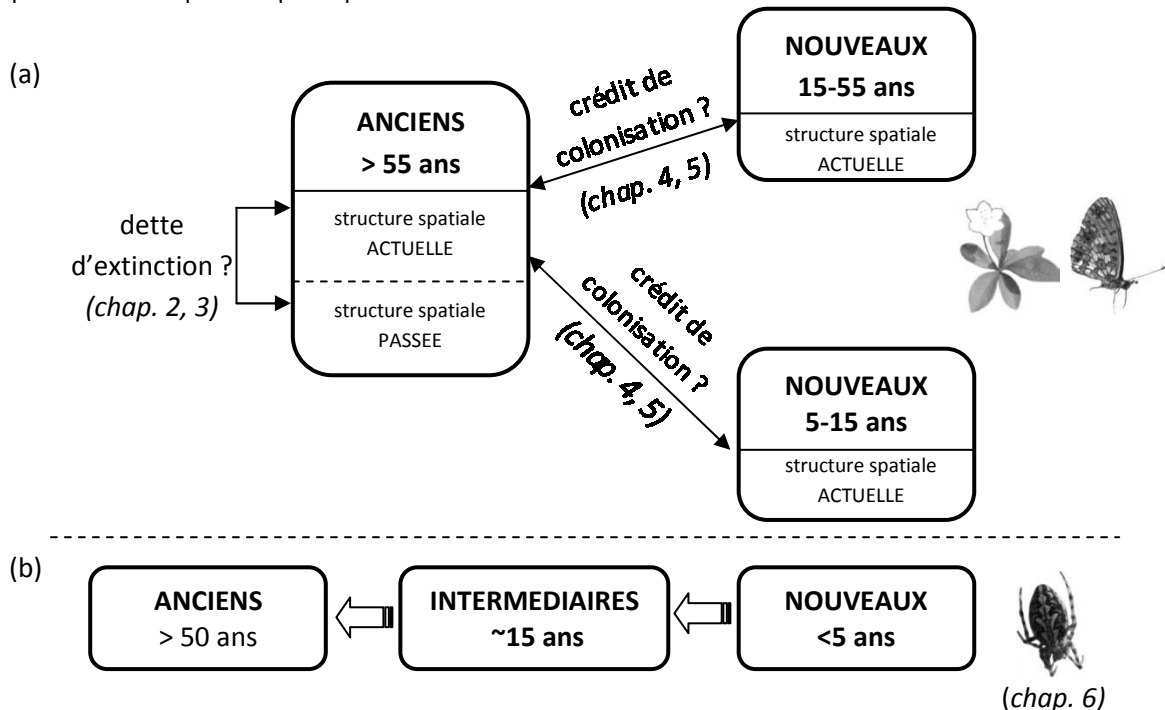 (a)
ANCIENS
> 55 ans
structure spatiale
ACTUELLE
structure spatiale
PASSEE
dette
d'extinction ?
(chap. 2, 3)
crédit de
colonisation ?
(chap. 4, 5)
NOUVEAUX
15-55 ans
structure spatiale
ACTUELLE
crédit de
colonisation ?
(chap. 4, 5)
NOUVEAUX
5-15 ans
structure spatiale
ACTUELLE
(b)
ANCIENS
> 50 ans
INTERMEDIAIRES
~15 ans
NOUVEAUX
<5 ans
(chap. 6)